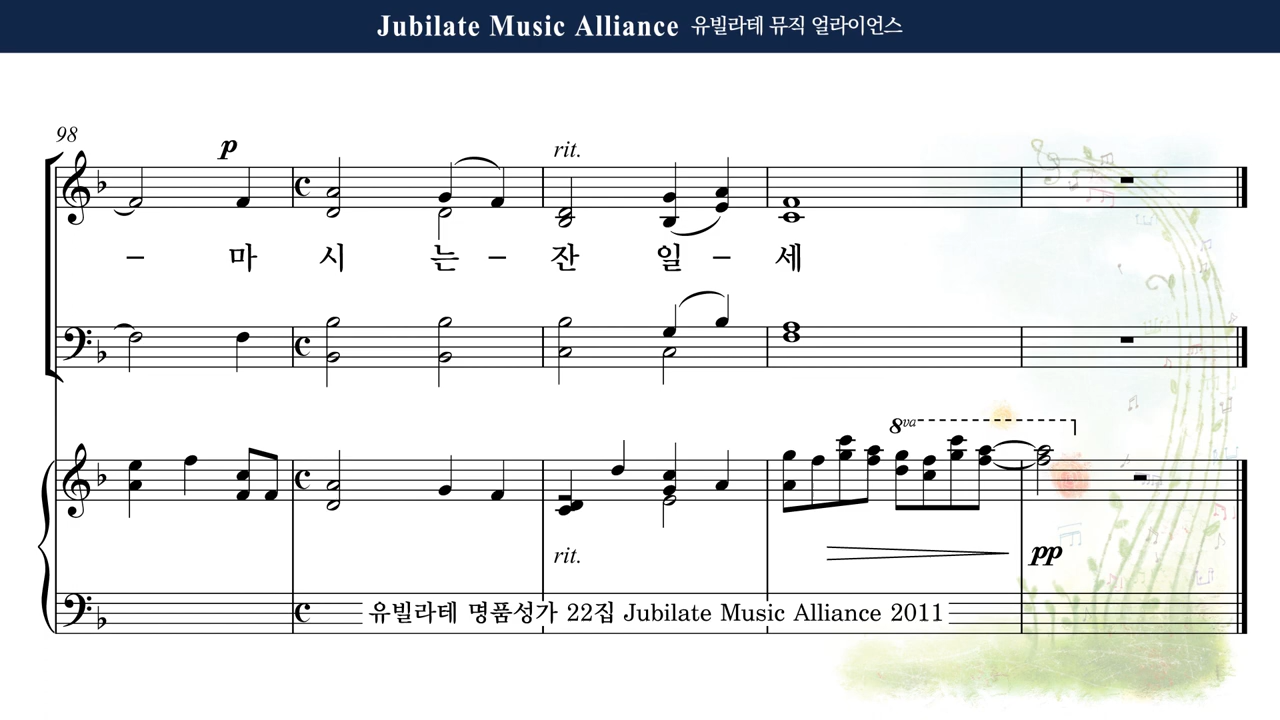 Jubilate Music Alliance 유빌라테 뮤직 얼라이언스
98
p
rit.
– 마 시 는 – 잔 일 – 세
8va
rit.
pp
유빌라테 명품성가 22집 Jubilate Music Alliance 2011